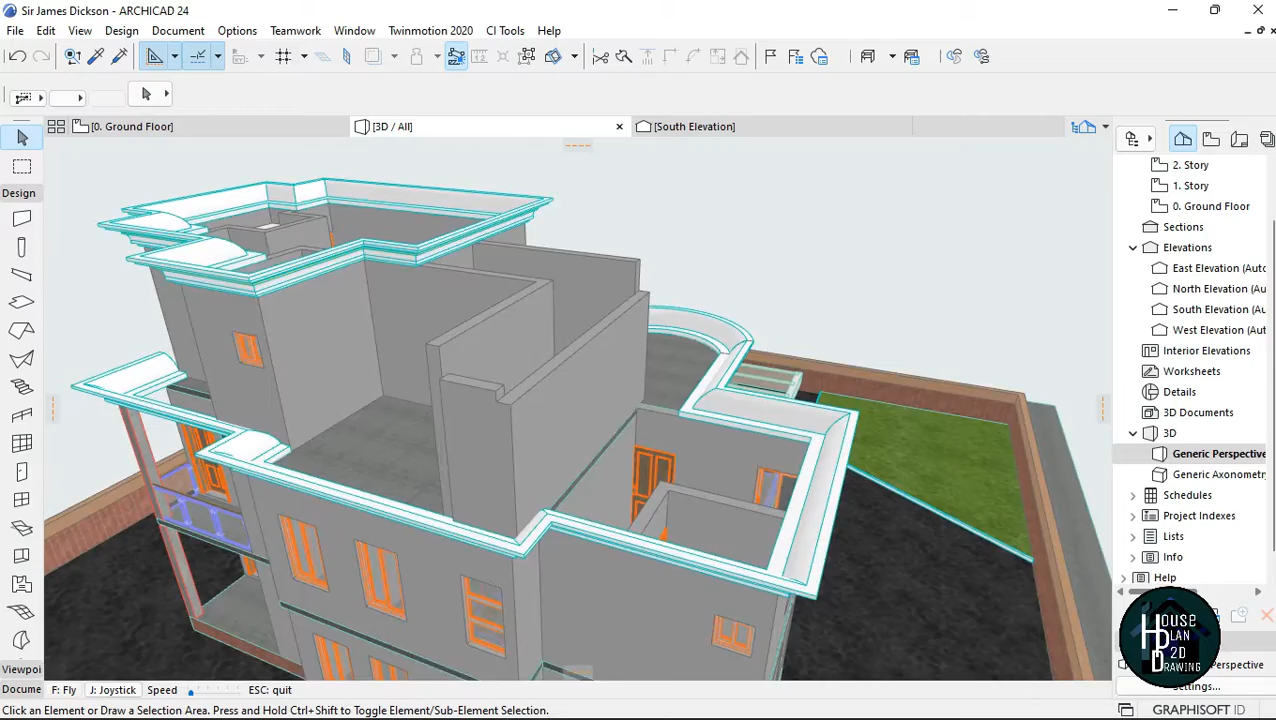 Sir James Dickson - ARCHICAD 24
File Edit View Design Document Options Teamwork Window Twinmotion 2020 CI Tools Help
[0. Ground Floor] [3D / All] [South Elevation]
Design
2. Story
1. Story
0. Ground Floor
Sections
Elevations
East Elevation (Auto
North Elevation (Au
South Elevation (Aut
West Elevation (Auto
Interior Elevations
Worksheets
Details
3D Documents
3D
Generic Perspective
Generic Axonometr
Schedules
Project Indexes
Lists
Info
Help
HOUSE
PLAN
2D
DRAWING
Perspective
Settings...
Viewpoi
Docume
F: Fly J: Joystick Speed ESC: quit
Click an Element or Draw a Selection Area. Press and Hold Ctrl+Shift to Toggle Element/Sub-Element Selection.
GRAPHISOFT ID